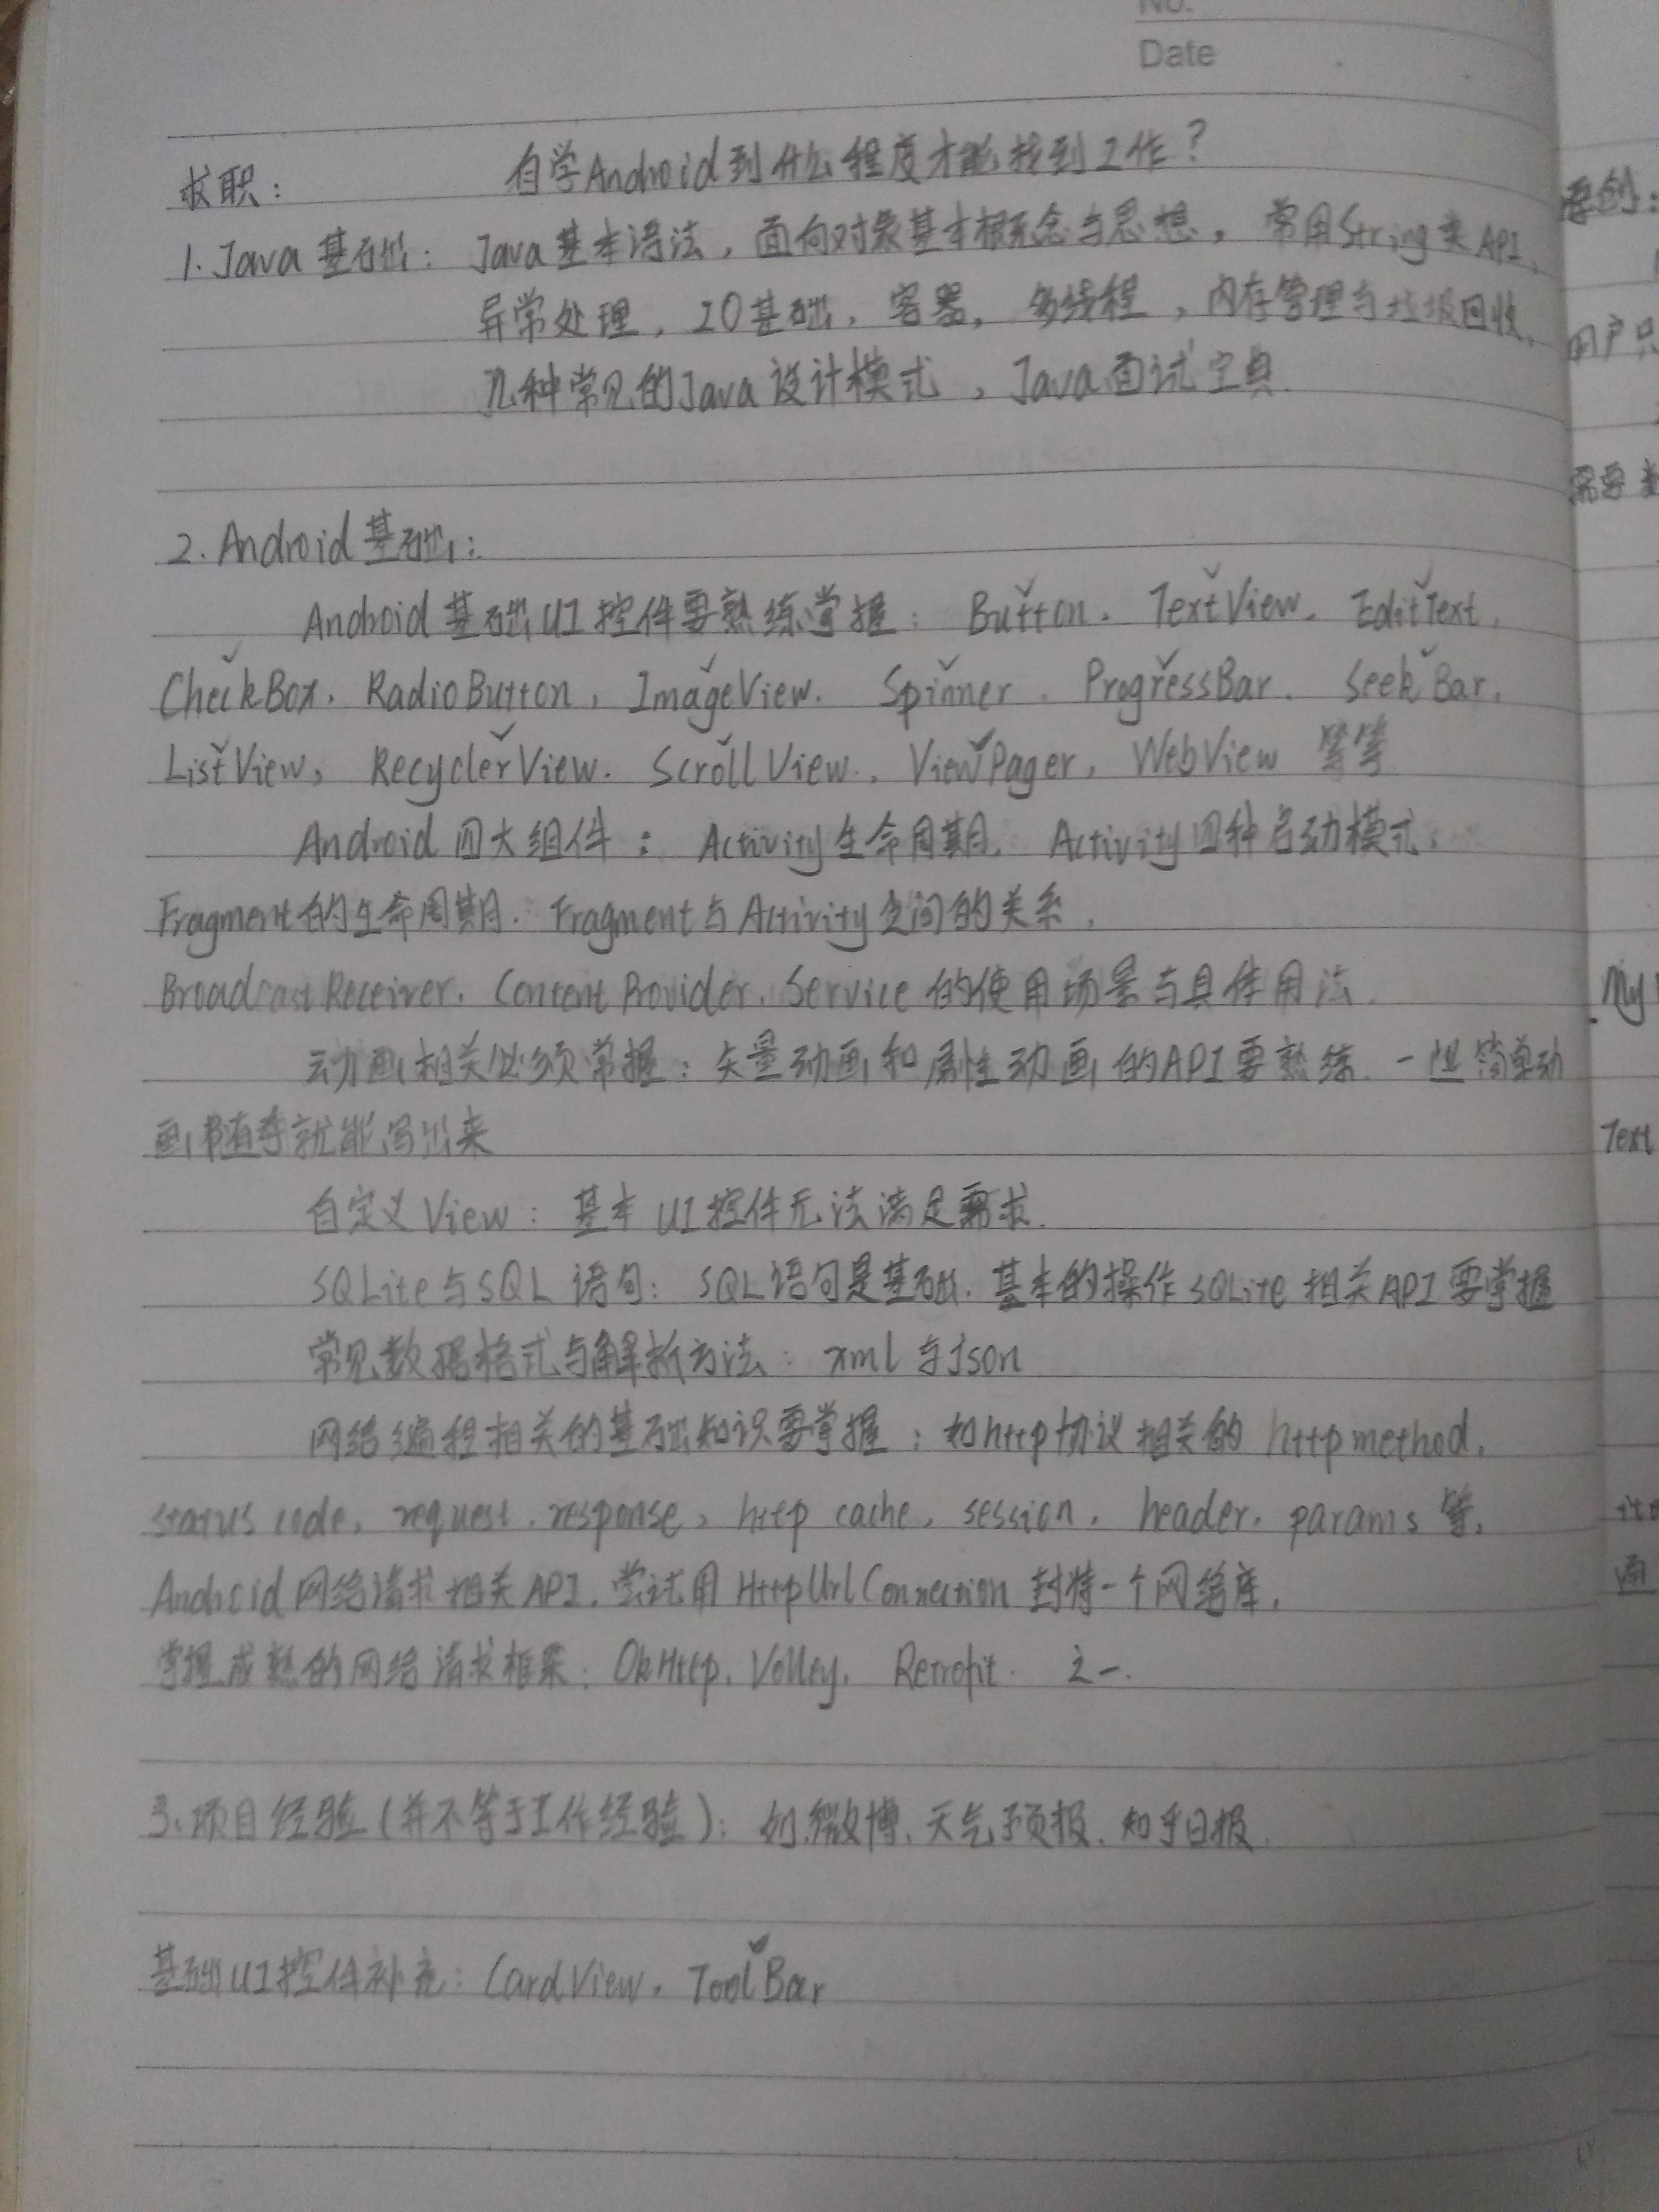 No.
Date
求职： 自学Android到什么程度才能找到工作？
1. Java基础： Java基本语法，面向对象基本概念与思想，常用String类API，
异常处理，IO基础，容器，多线程，内存管理与垃圾回收，
几种常见的Java设计模式，Java面试宝典.
2. Android基础：
Android基础UI控件要熟练掌握： Button、TextView、EditText、
CheckBox、RadioButton、ImageView、Spinner、ProgressBar、SeekBar、
ListView、RecyclerView、ScrollView、ViewPager、WebView 等等
Android四大组件： Activity生命周期、Activity四种启动模式、
Fragment的生命周期、Fragment与Activity之间的关系、
BroadcastReceiver、ContentProvider、Service的使用场景与具体用法.
动画相关必须掌握：矢量动画和属性动画的API要熟练、一些简单动
画随手就能写出来
自定义View：基本UI控件无法满足需求.
SQLite与SQL语句： SQL语句是基础、基本的操作SQLite相关API要掌握
常见数据格式与解析方法： xml与Json
网络编程相关的基础知识要掌握：如http协议相关的http method、
status code、request、response、http cache、session、header、params等、
Android网络请求相关API、尝试用HttpUrlConnection封装一个网络库、
掌握成熟的网络请求框架：OkHttp、Volley、Retrofit. 之一.
3. 项目经验(并不等于工作经验)：如微博、天气预报、知乎日报.
基础UI控件补充：CardView、ToolBar
用户
需要
My
Text